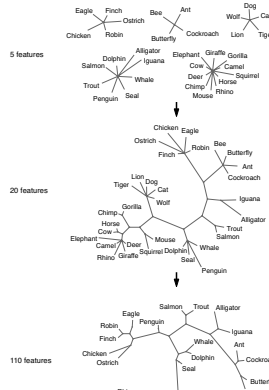 Eagle Finch
Ostrich
Chicken Robin
Bee Ant
Cockroach
Butterfly
Dog
Wolf
Lion
5 features
Dolphin Alligator
Salmon Iguana
Trout Whale
Penguin Seal
Elephant Giraffe Gorilla
Cow Camel
Deer Squirrel
Chimp Horse
Mouse Rhino
Chicken Eagle
Ostrich Robin
Finch
Bee Butterfly
Ant
Cockroach
20 features
Lion Dog
Tiger Cat
Wolf
Gorilla
Chimp
Horse
Cow
Elephant
Camel Deer
Rhino Giraffe
Mouse
Squirrel
Iguana
Alligator
Trout
Salmon
Dolphin Whale
Seal
Penguin
110 features
Eagle
Robin
Finch
Chicken
Ostrich
Penguin
Salmon Trout Alligator
Iguana
Whale
Dolphin
Seal
Ant
Bee